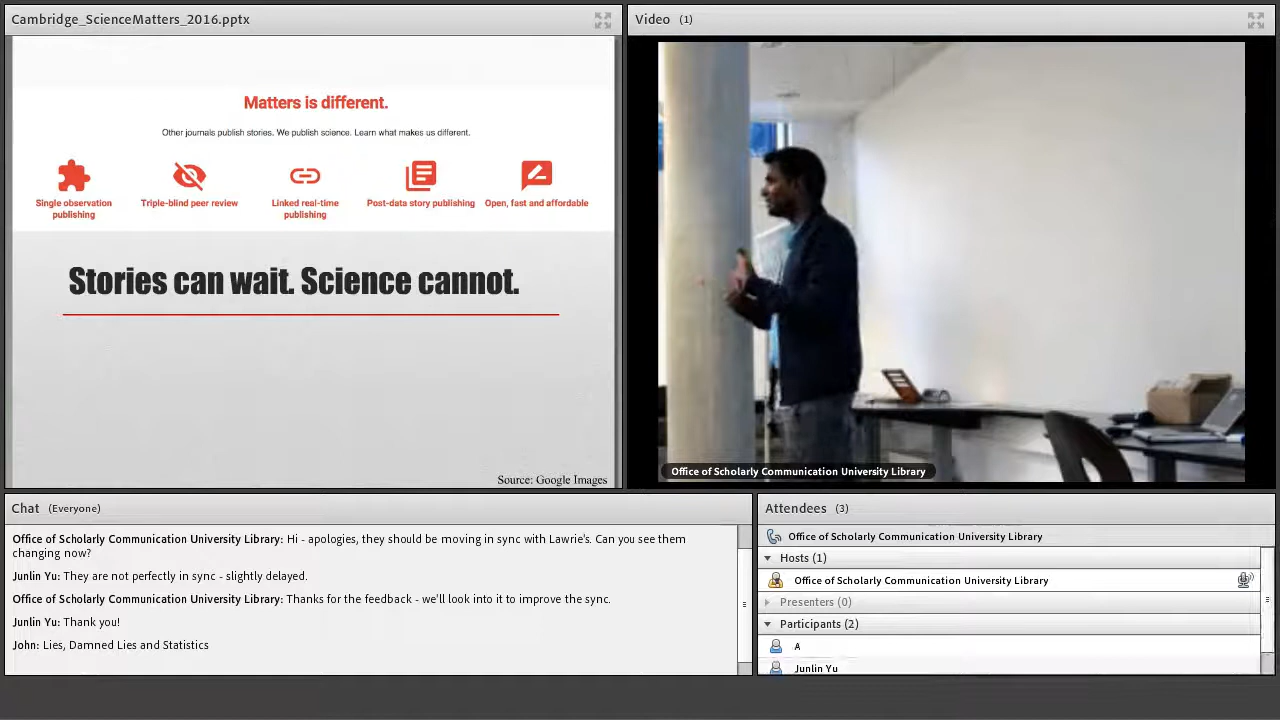 Cambridge_ScienceMatters_2016.pptx
Matters is different.
Other journals publish stories. We publish science. Learn what makes us different.
Single observation
publishing
Triple-blind peer review
Linked real-time
publishing
Post-data story publishing
Open, fast and affordable
Stories can wait. Science cannot.
Source: Google Images
Video (1)
Office of Scholarly Communication University Library
Chat (Everyone)
Office of Scholarly Communication University Library: Hi - apologies, they should be moving in sync with Lawrie's. Can you see them
changing now?
Junlin Yu: They are not perfectly in sync - slightly delayed.
Office of Scholarly Communication University Library: Thanks for the feedback - we'll look into it to improve the sync.
Junlin Yu: Thank you!
John: Lies, Damned Lies and Statistics
Attendees (3)
Office of Scholarly Communication University Library
Hosts (1)
Office of Scholarly Communication University Library
Presenters (0)
Participants (2)
A
Junlin Yu